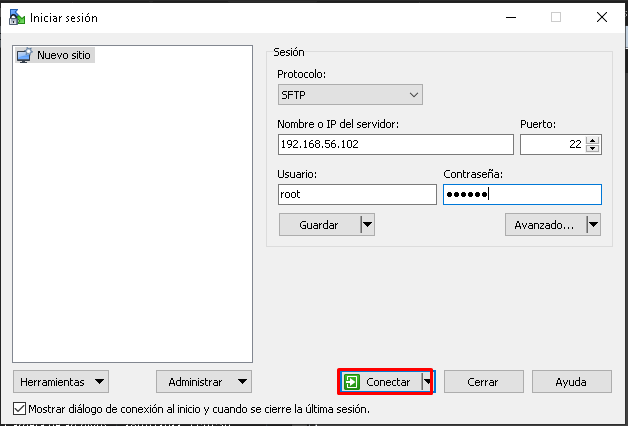 Iniciar sesión
Nuevo sitio
Sesión
Protocolo:
SFTP
Nombre o IP del servidor:
Puerto:
192.168.56.102
22
Usuario:
Contraseña:
root
●●●●●●
Guardar
Avanzado...
Herramientas
Administrar
Conectar
Cerrar
Ayuda
Mostrar diálogo de conexión al inicio y cuando se cierre la última sesión.